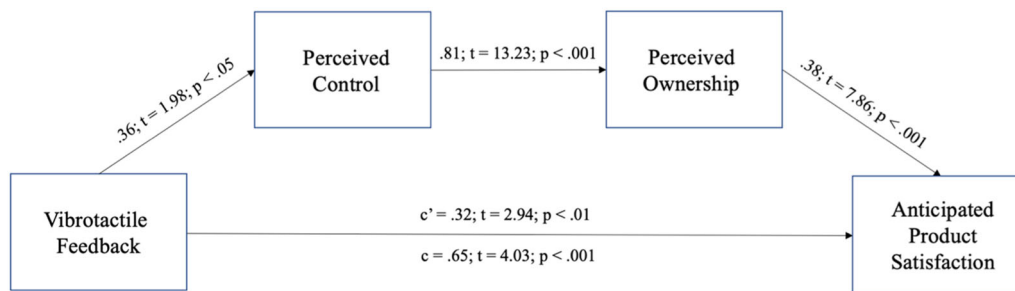 Perceived
Control
.81; t = 13.23; p < .001
Perceived
Ownership
.36; t = 1.98; p < .05
.38; t = 7.86; p < .001
Vibrotactile
Feedback
c’ = .32; t = 2.94; p < .01
c = .65; t = 4.03; p < .001
Anticipated
Product
Satisfaction